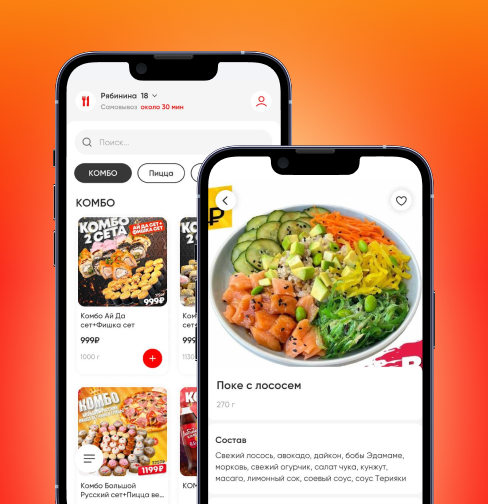 Рябинина 18
Самовывоз около 30 мин
Поиск...
КОМБО
Пицца
КОМБО
КОМБО
2 СЕТА
АЙ ДА СЕТ+
ФИШКА СЕТ
999₽
Комбо Ай Да
сет+Фишка сет
999₽
1000 г
КОМБО
1199₽
Комбо Большой
Русский сет+Пицца ве...
₽
Поке с лососем
270 г
Состав
Свежий лосось, авокадо, дайкон, бобы Эдамаме,
морковь, свежий огурчик, салат чука, кунжут,
масаго, лимонный сок, соевый соус, соус Терияки